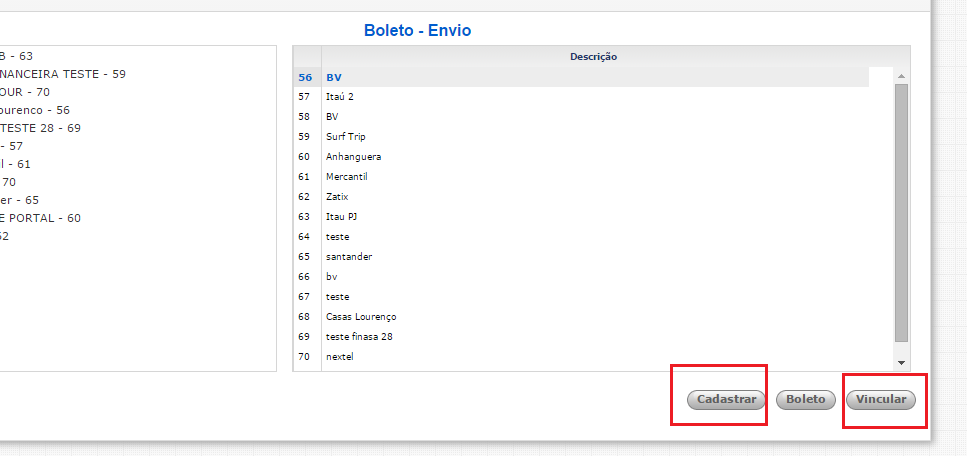 Boleto - Envio
B - 63
NANCEIRA TESTE - 59
OUR - 70
ourenco - 56
TESTE 28 - 69
- 57
l - 61
70
er - 65
E PORTAL - 60
62
Descrição
56 BV
57 Itaú 2
58 BV
59 Surf Trip
60 Anhanguera
61 Mercantil
62 Zatix
63 Itau PJ
64 teste
65 santander
66 bv
67 teste
68 Casas Lourenço
69 teste finasa 28
70 nextel
Cadastrar Boleto Vincular